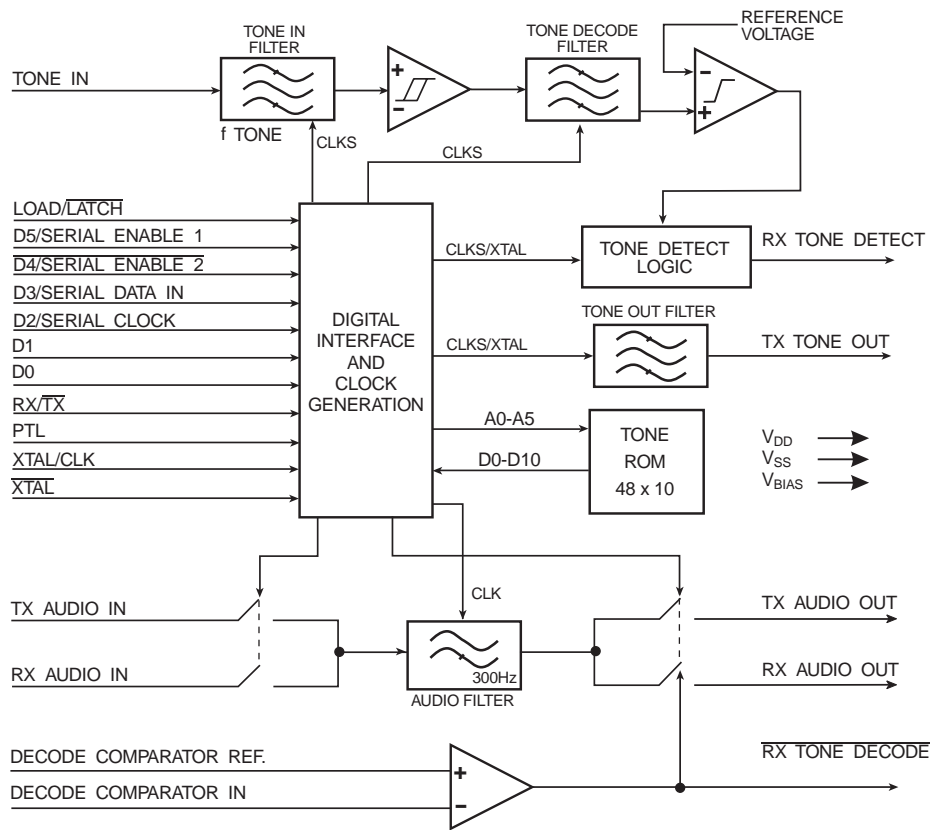 TONE IN
FILTER
TONE DECODE
FILTER
REFERENCE
VOLTAGE
TONE IN
+
-
-
+
f TONE
CLKS
CLKS
LOAD/LATCH
D5/SERIAL ENABLE 1
D4/SERIAL ENABLE 2
D3/SERIAL DATA IN
D2/SERIAL CLOCK
D1
D0
RX/TX
PTL
XTAL/CLK
XTAL
DIGITAL
INTERFACE
AND
CLOCK
GENERATION
CLKS/XTAL
TONE DETECT
LOGIC
RX TONE DETECT
TONE OUT FILTER
CLKS/XTAL
TX TONE OUT
A0-A5
D0-D10
TONE
ROM
48 x 10
VDD
VSS
VBIAS
CLK
TX AUDIO IN
RX AUDIO IN
300Hz
AUDIO FILTER
TX AUDIO OUT
RX AUDIO OUT
DECODE COMPARATOR REF.
DECODE COMPARATOR IN
+
-
RX TONE DECODE